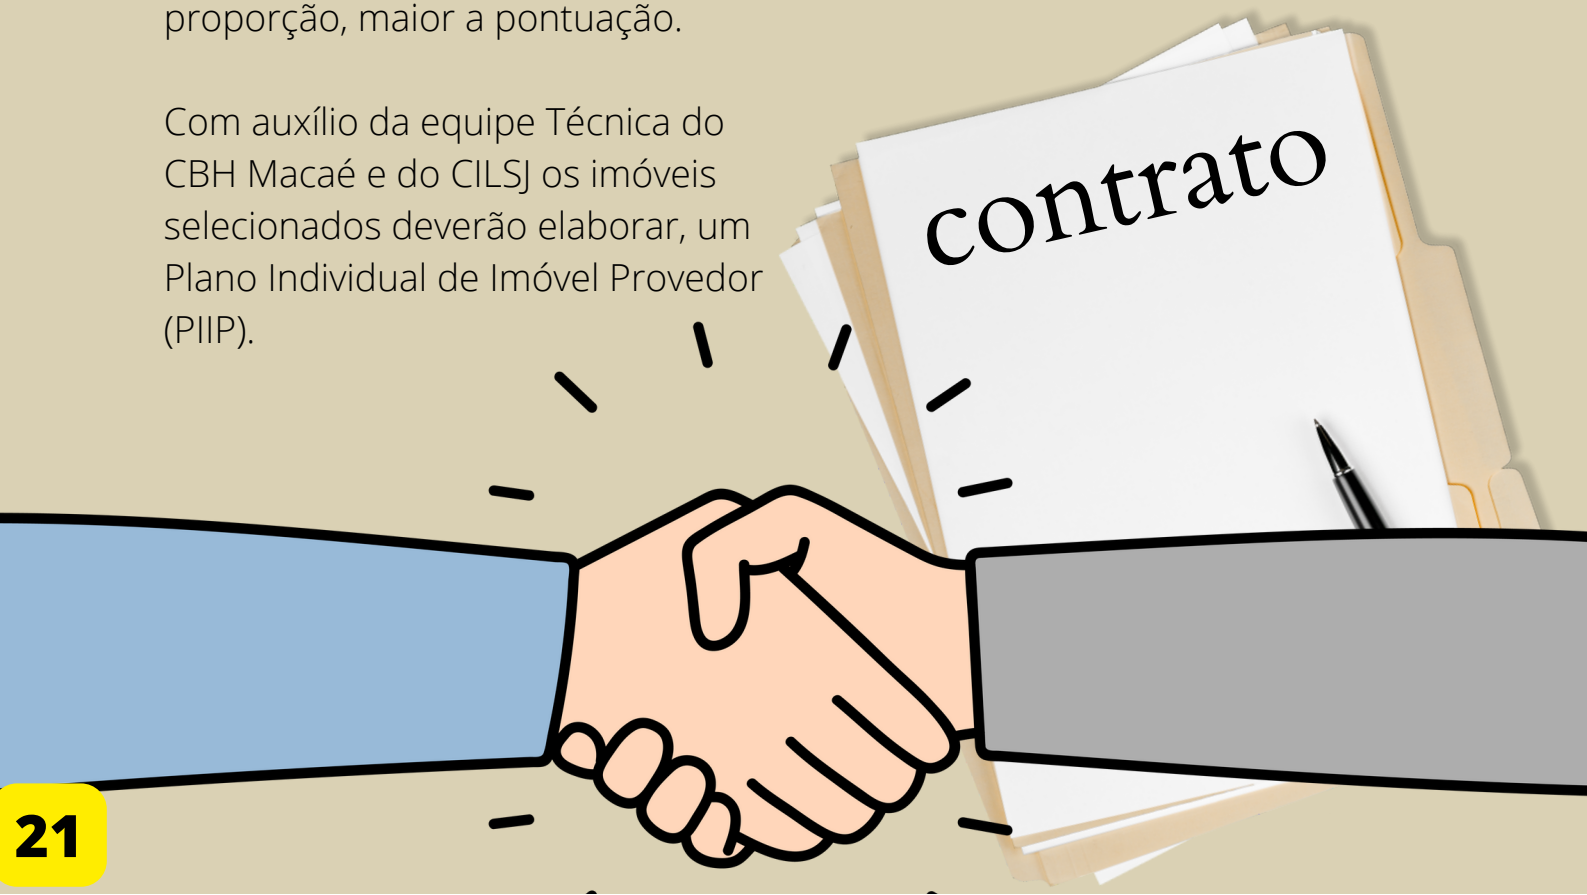 proporção, maior a pontuação.
Com auxílio da equipe Técnica do
CBH Macaé e do CILSJ os imóveis
selecionados deverão elaborar, um
Plano Individual de Imóvel Provedor
(PIIP).
contrato
21